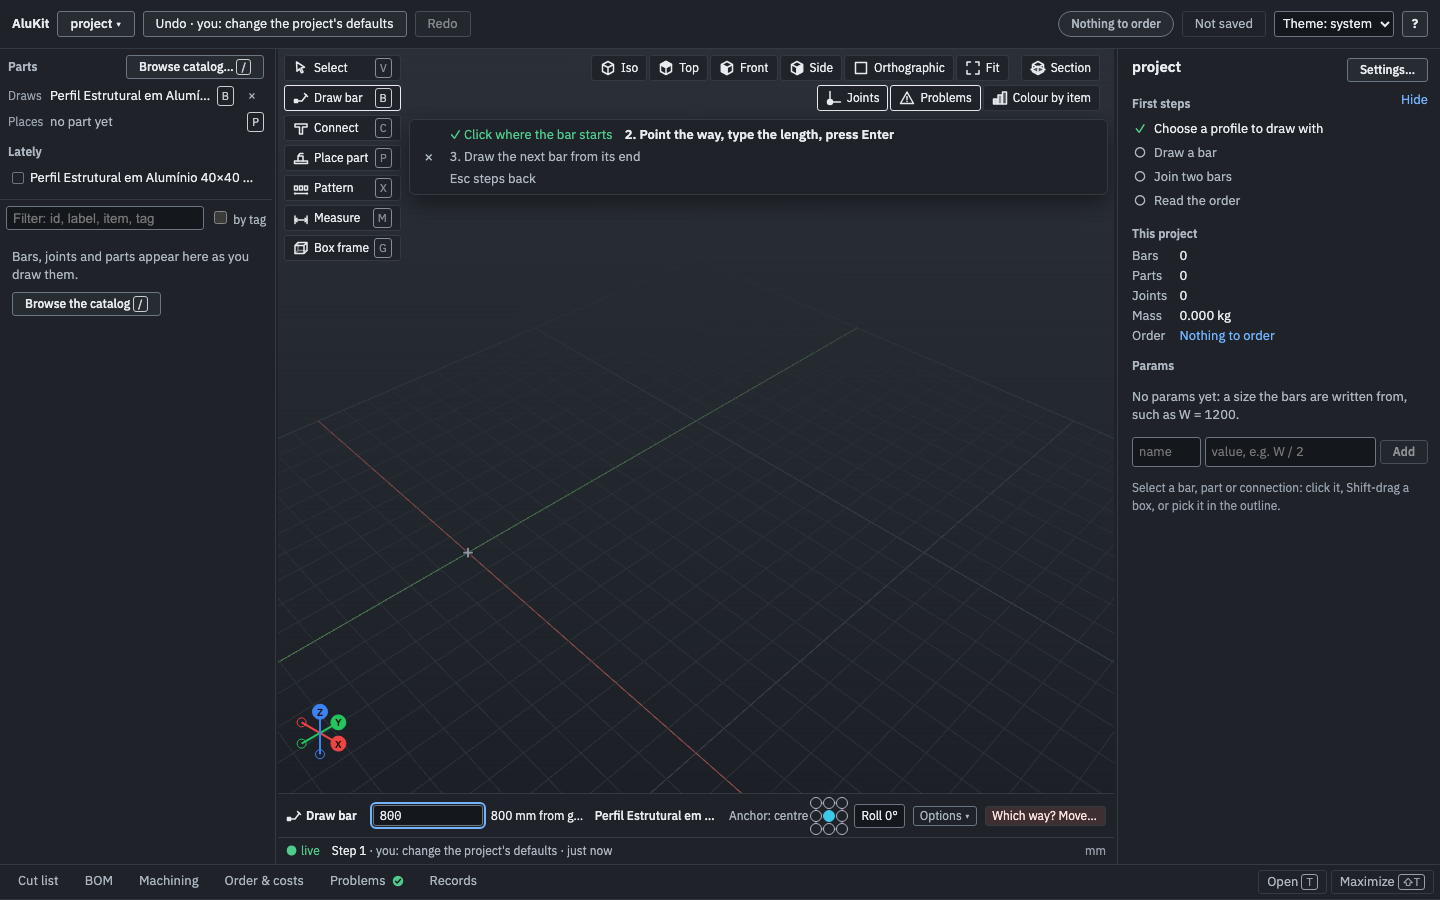 AluKit project ▾ Undo · you: change the project's defaults Redo Nothing to order Not saved Theme: system ?
Parts Browse catalog... /
Draws Perfil Estrutural em Alumí... B ×
Places no part yet P
Lately
Perfil Estrutural em Alumínio 40×40 ...
Filter: id, label, item, tag by tag
Bars, joints and parts appear here as you
draw them.
Browse the catalog /
Select V
Draw bar B
Connect C
Place part P
Pattern X
Measure M
Box frame G
Iso Top Front Side Orthographic Fit Section
Joints Problems Colour by item
✓ Click where the bar starts 2. Point the way, type the length, press Enter
× 3. Draw the next bar from its end
Esc steps back
Z
Y
X
Draw bar 800 800 mm from g... Perfil Estrutural em ... Anchor: centre Roll 0° Options ▾ Which way? Move...
live Step 1 · you: change the project's defaults · just now mm
project Settings...
First steps Hide
✓ Choose a profile to draw with
Draw a bar
Join two bars
Read the order
This project
Bars 0
Parts 0
Joints 0
Mass 0.000 kg
Order Nothing to order
Params
No params yet: a size the bars are written from,
such as W = 1200.
name value, e.g. W / 2 Add
Select a bar, part or connection: click it, Shift-drag a
box, or pick it in the outline.
Cut list BOM Machining Order & costs Problems Records Open T Maximize ⇧T